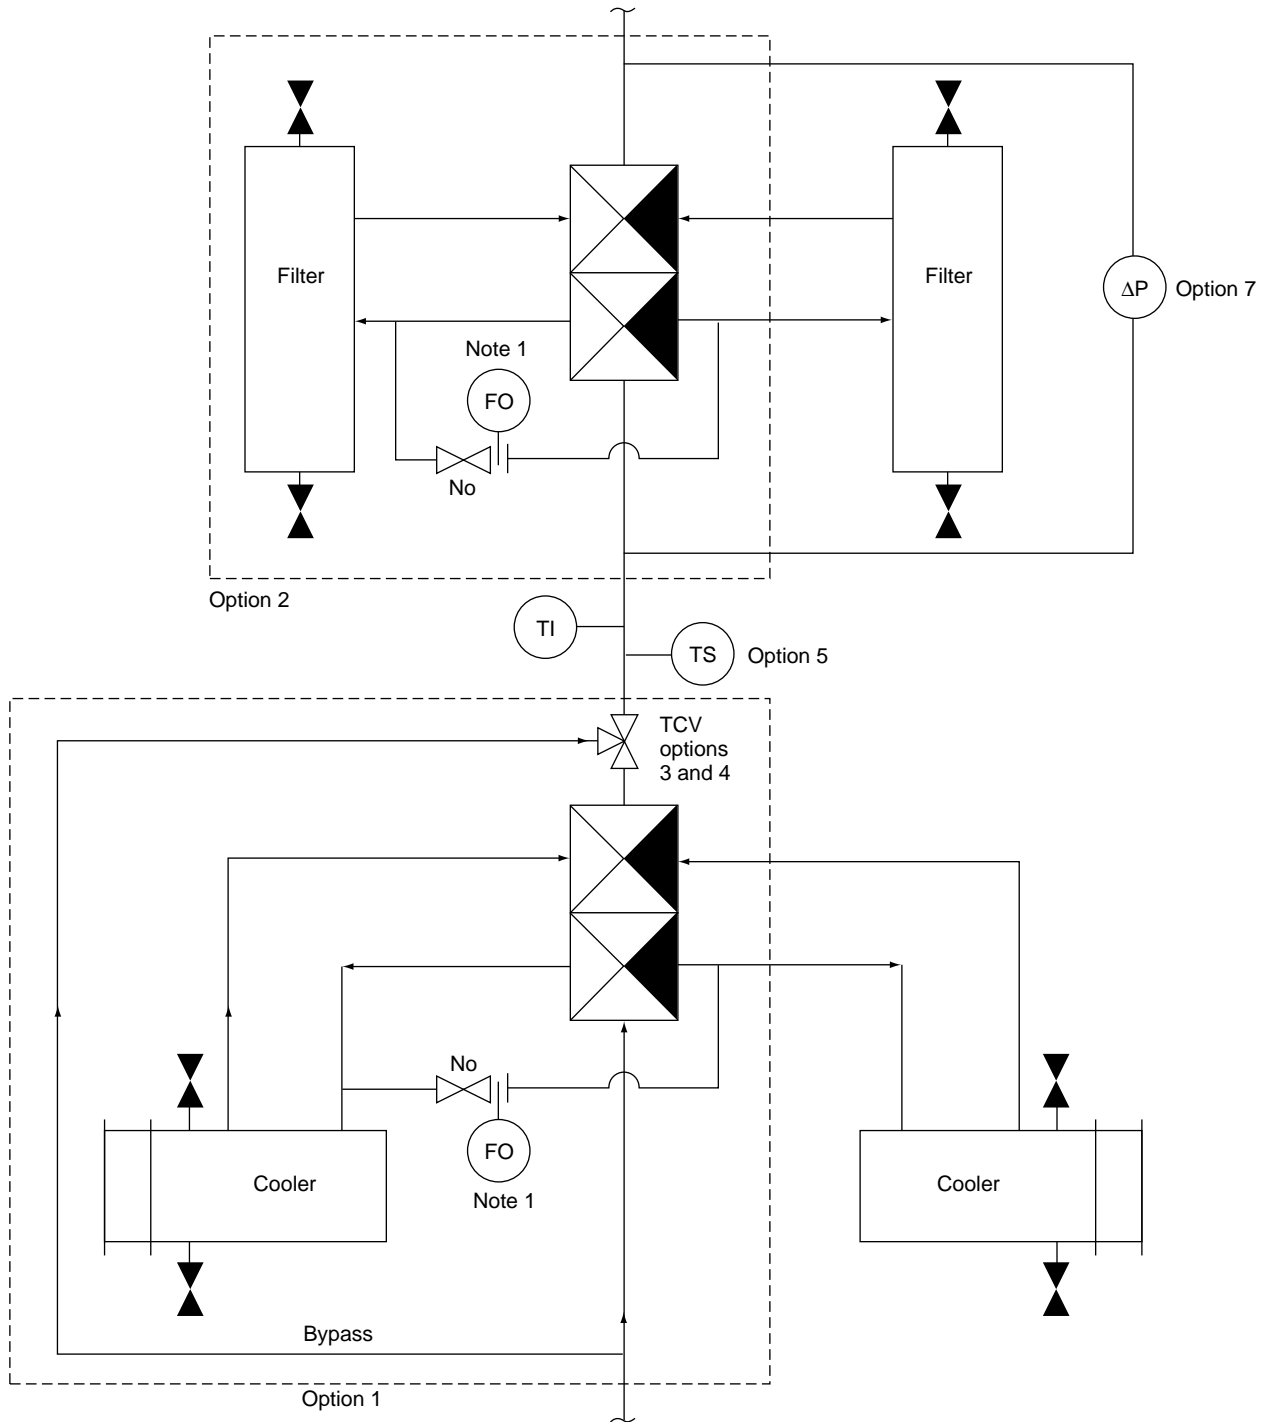 Filter
Filter
ΔP
Option 7
Note 1
FO
No
Option 2
TI
TS
Option 5
TCV
options
3 and 4
No
FO
Note 1
Cooler
Cooler
Bypass
Option 1